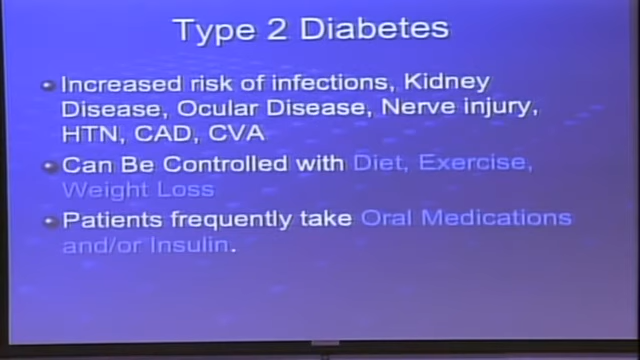 Type 2 Diabetes
Increased risk of infections, Kidney
Disease, Ocular Disease, Nerve injury,
HTN, CAD, CVA
Can Be Controlled with Diet, Exercise,
Weight Loss
Patients frequently take Oral Medications
and/or Insulin.